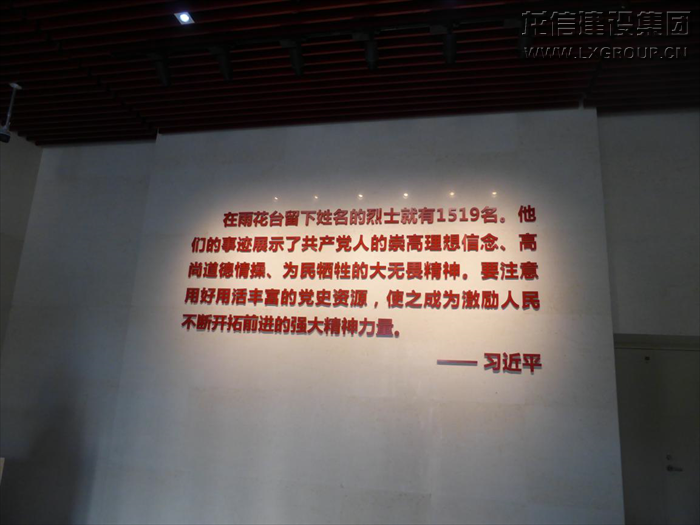 龙信建设集团
WWW.LXGROUP.CN
在雨花台留下姓名的烈士就有1519名。他
们的事迹展示了共产党人的崇高理想信念、高
尚道德情操、为民牺牲的大无畏精神。要注意
用好用活丰富的党史资源，使之成为激励人民
不断开拓前进的强大精神力量。
—— 习近平